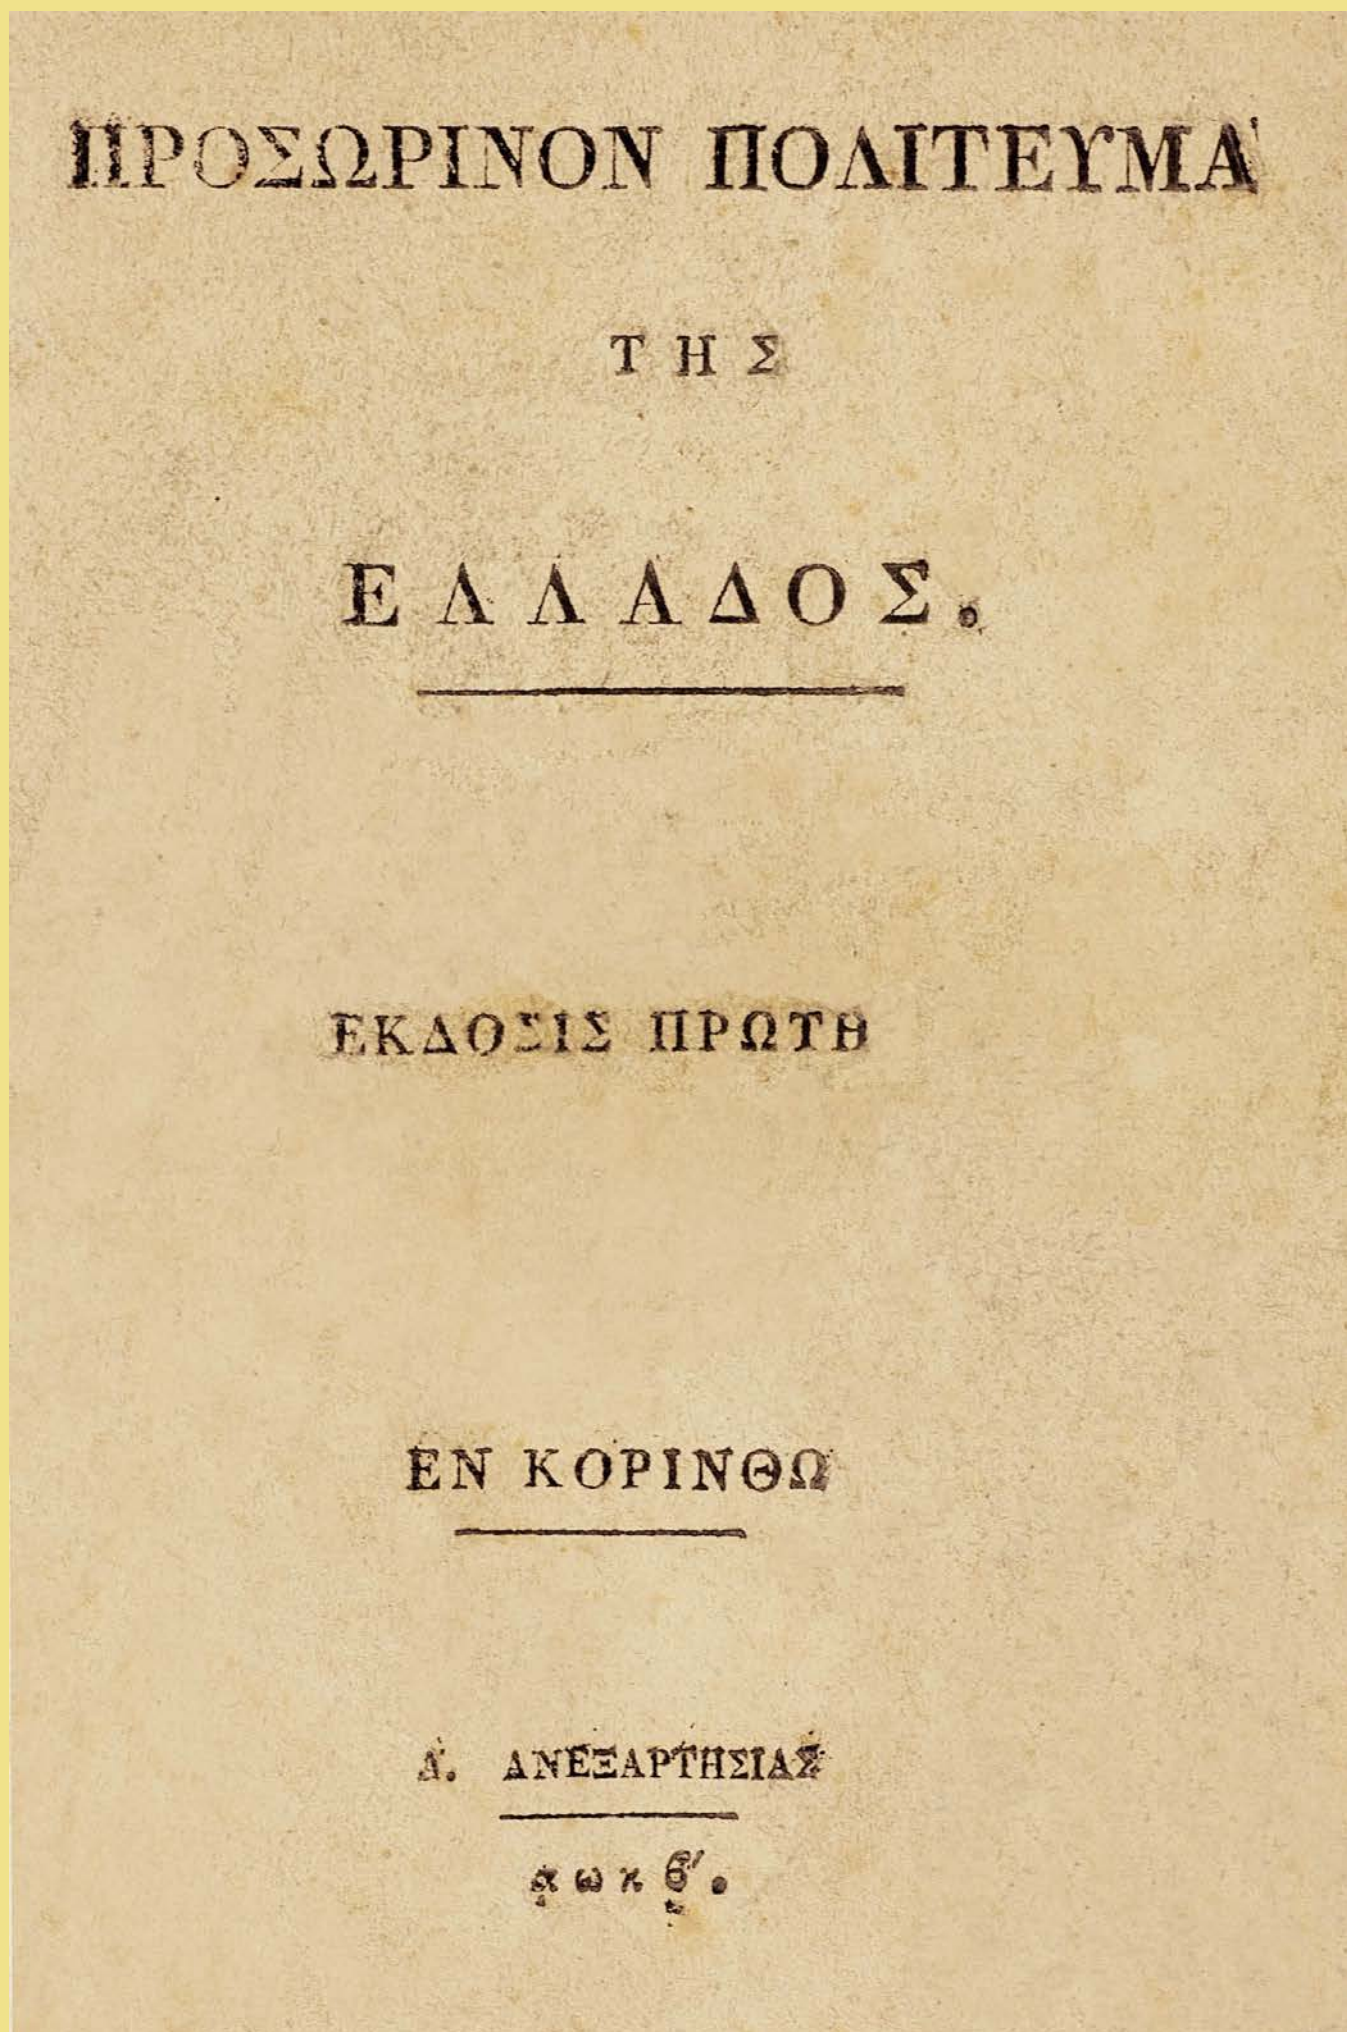 ΠΡΟΣΩΡΙΝΟΝ ΠΟΛΙΤΕΥΜΑ
ΤΗΣ
ΕΛΛΑΔΟΣ.
ΕΚΔΟΣΙΣ ΠΡΩΤΗ
ΕΝ ΚΟΡΙΝΘΩ
Α'. ΑΝΕΞΑΡΤΗΣΙΑΣ
͵αωκϐ'.